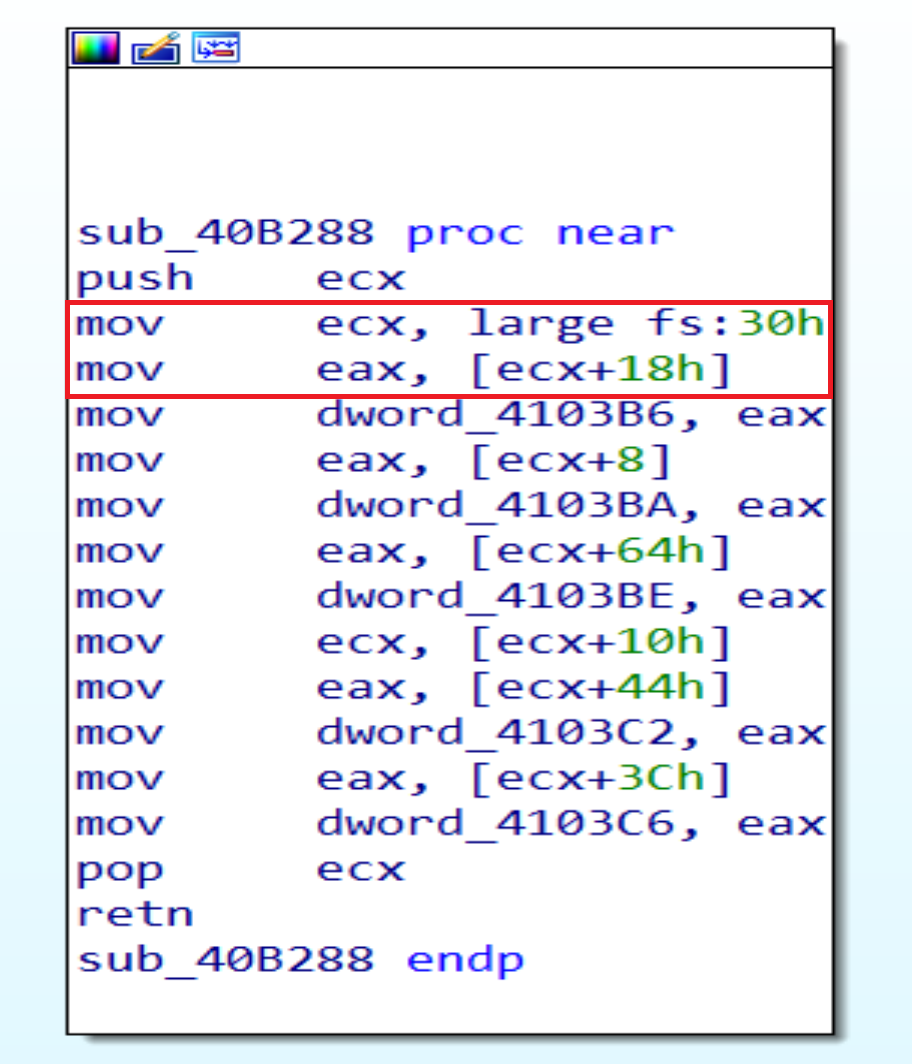 sub_40B288 proc near
push ecx
mov ecx, large fs:30h
mov eax, [ecx+18h]
mov dword_4103B6, eax
mov eax, [ecx+8]
mov dword_4103BA, eax
mov eax, [ecx+64h]
mov dword_4103BE, eax
mov ecx, [ecx+10h]
mov eax, [ecx+44h]
mov dword_4103C2, eax
mov eax, [ecx+3Ch]
mov dword_4103C6, eax
pop ecx
retn
sub_40B288 endp